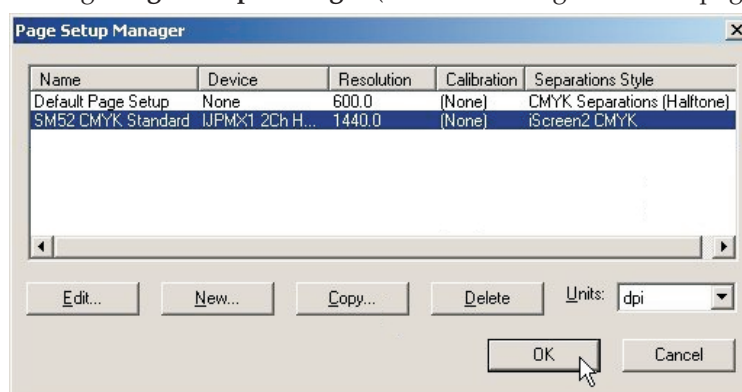 Page Setup Manager
Name Device Resolution Calibration Separations Style
Default Page Setup None 600.0 (None) CMYK Separations (Halftone)
SM52 CMYK Standard IJPMX1 2Ch H... 1440.0 (None) iScreen2 CMYK
Edit... New... Copy... Delete Units: dpi
OK Cancel